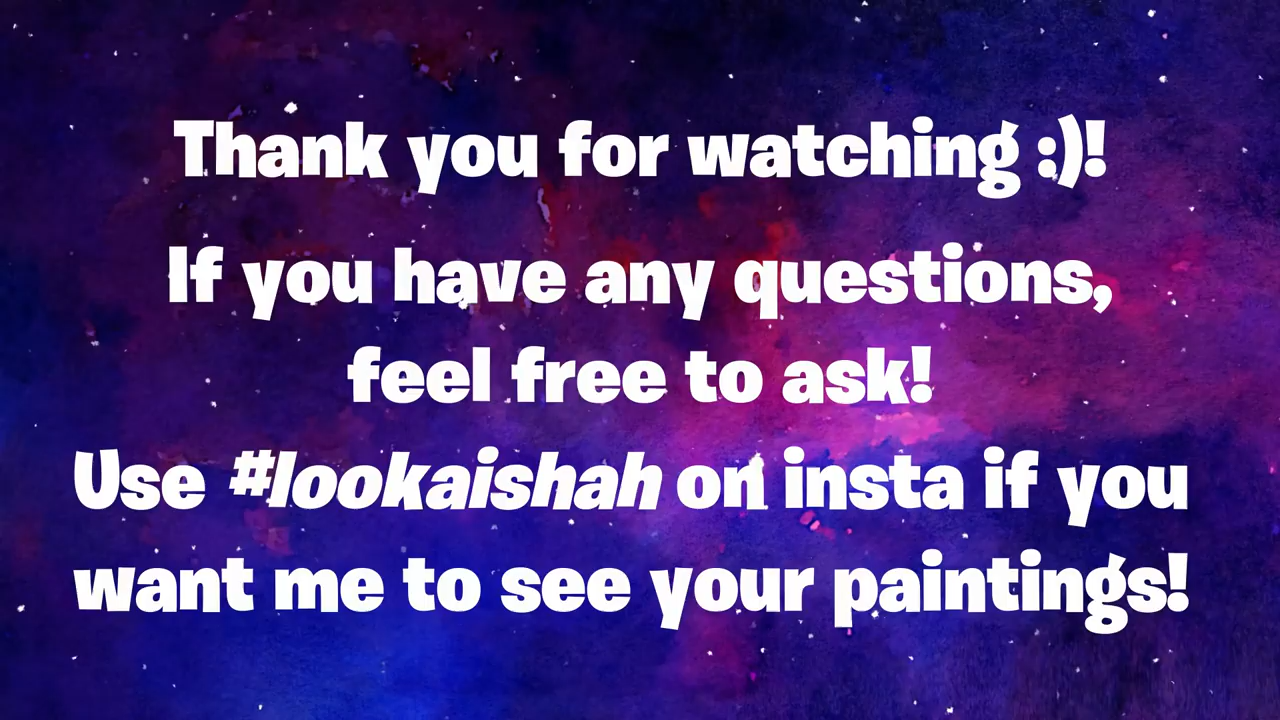 Thank you for watching :)!
If you have any questions,
feel free to ask!
Use #lookaishah on insta if you
want me to see your paintings!